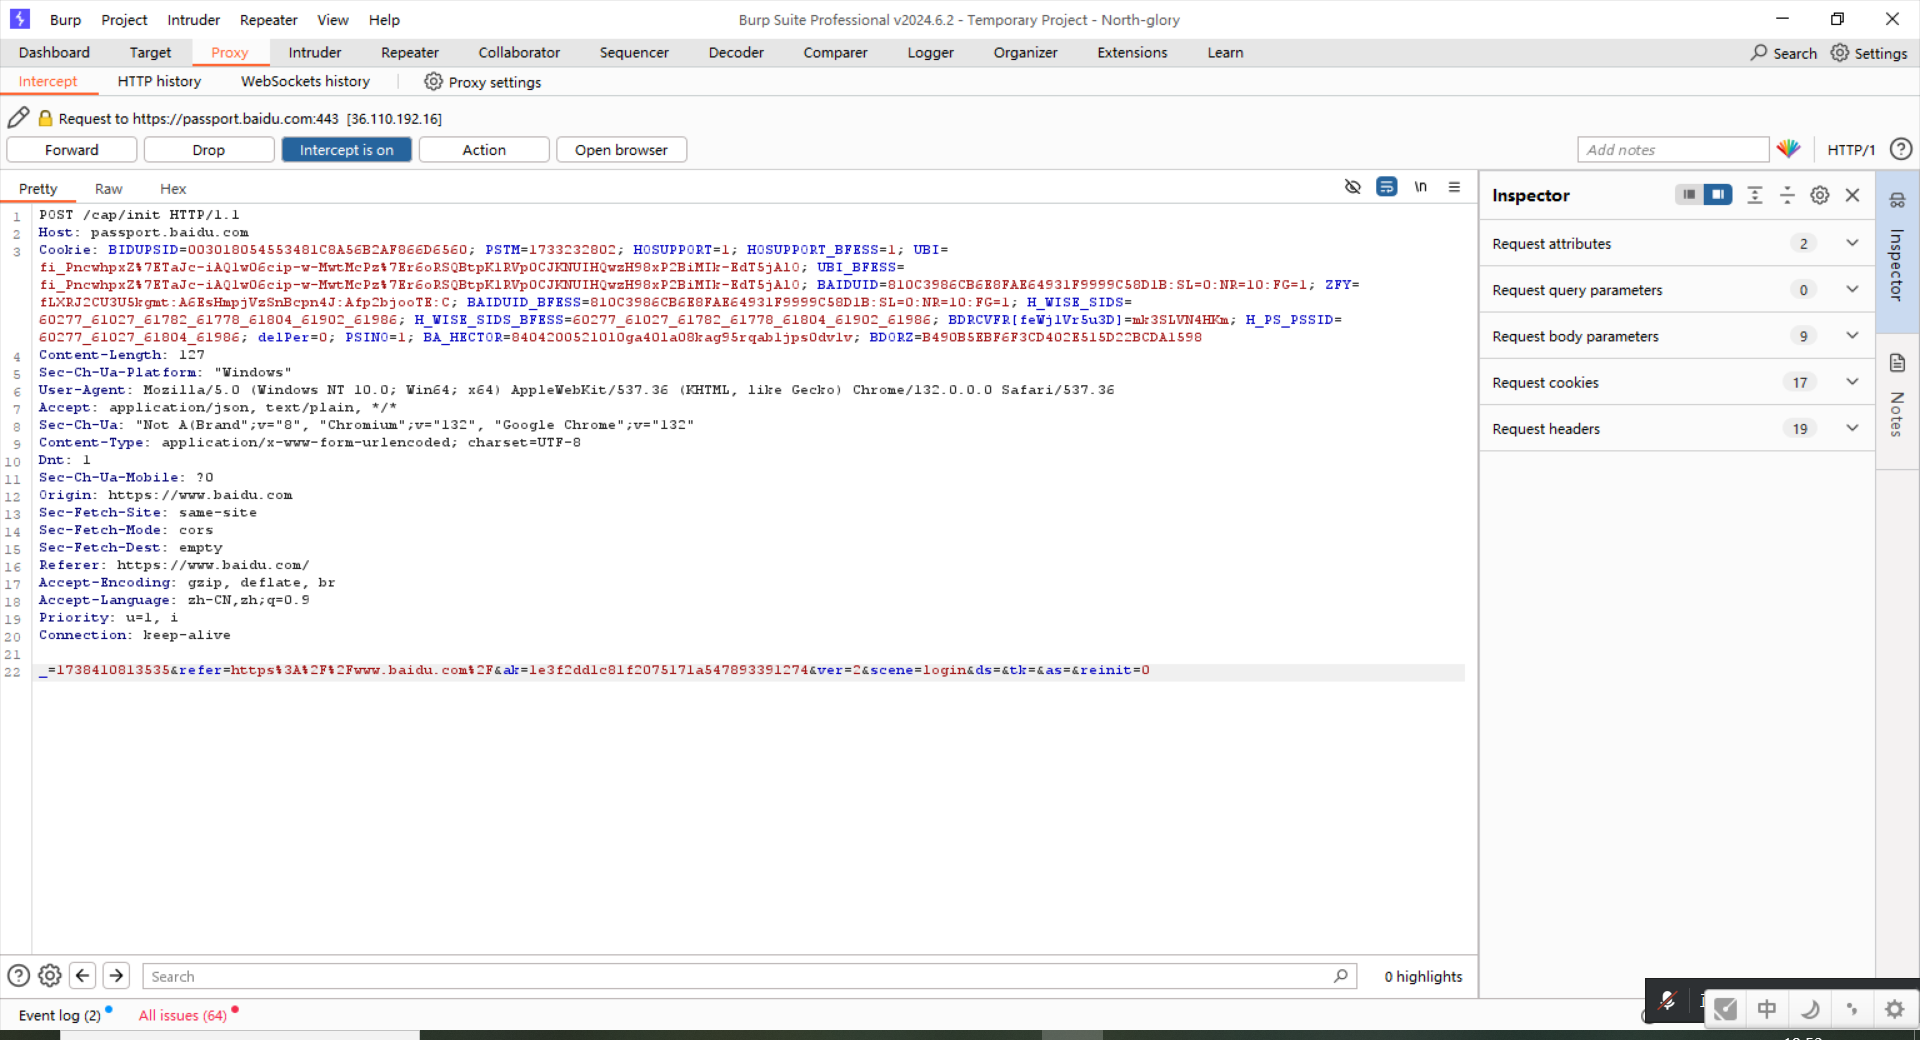 Burp Project Intruder Repeater View Help
Burp Suite Professional v2024.6.2 - Temporary Project - North-glory
Dashboard Target Proxy Intruder Repeater Collaborator Sequencer Decoder Comparer Logger Organizer Extensions Learn
Search Settings
Intercept HTTP history WebSockets history Proxy settings
Request to https://passport.baidu.com:443 [36.110.192.16]
Forward Drop Intercept is on Action Open browser
Add notes HTTP/1 ?
Pretty Raw Hex
\n
1 POST /cap/init HTTP/1.1
2 Host: passport.baidu.com
3 Cookie: BIDUPSID=003018054553481C8A56B2AF866D6560; PSTM=1733232802; HOSUPPORT=1; HOSUPPORT_BFESS=1; UBI=
fi_PncwhpxZ%7ETaJc-iAQ1w06cip-w-MwtMcPz%7Er6oRSQBtpK1RVp0CJKNUIHQwzH98xP2BiMIk-EdT5jA10; UBI_BFESS=
fi_PncwhpxZ%7ETaJc-iAQ1w06cip-w-MwtMcPz%7Er6oRSQBtpK1RVp0CJKNUIHQwzH98xP2BiMIk-EdT5jA10; BAIDUID=810C3986CB6E8FAE64931F9999C58D1B:SL=0:NR=10:FG=1; ZFY=
fLXRJ2CU3U5kgmt:A6EsHmpjVzSnBcpn4J:Afp2bjooTE:C; BAIDUID_BFESS=810C3986CB6E8FAE64931F9999C58D1B:SL=0:NR=10:FG=1; H_WISE_SIDS=
60277_61027_61782_61778_61804_61902_61986; H_WISE_SIDS_BFESS=60277_61027_61782_61778_61804_61902_61986; BDRCVFR[feWj1Vr5u3D]=mk3SLVN4HKm; H_PS_PSSID=
60277_61027_61804_61986; delPer=0; PSINO=1; BA_HECTOR=8404200521010ga401a08kag95rqab1jps0dv1v; BDORZ=B490B5EBF6F3CD402E515D22BCDA1598
4 Content-Length: 127
5 Sec-Ch-Ua-Platform: "Windows"
6 User-Agent: Mozilla/5.0 (Windows NT 10.0; Win64; x64) AppleWebKit/537.36 (KHTML, like Gecko) Chrome/132.0.0.0 Safari/537.36
7 Accept: application/json, text/plain, */*
8 Sec-Ch-Ua: "Not A(Brand";v="8", "Chromium";v="132", "Google Chrome";v="132"
9 Content-Type: application/x-www-form-urlencoded; charset=UTF-8
10 Dnt: 1
11 Sec-Ch-Ua-Mobile: ?0
12 Origin: https://www.baidu.com
13 Sec-Fetch-Site: same-site
14 Sec-Fetch-Mode: cors
15 Sec-Fetch-Dest: empty
16 Referer: https://www.baidu.com/
17 Accept-Encoding: gzip, deflate, br
18 Accept-Language: zh-CN,zh;q=0.9
19 Priority: u=1, i
20 Connection: keep-alive
21
22 _=1738410813535&refer=https%3A%2F%2Fwww.baidu.com%2F&ak=1e3f2dd1c81f2075171a547893391274&ver=2&scene=login&ds=&tk=&as=&reinit=0
Inspector
Request attributes 2
Request query parameters 0
Request body parameters 9
Request cookies 17
Request headers 19
Inspector
Notes
? Search 0 highlights
Event log (2) All issues (64)
中